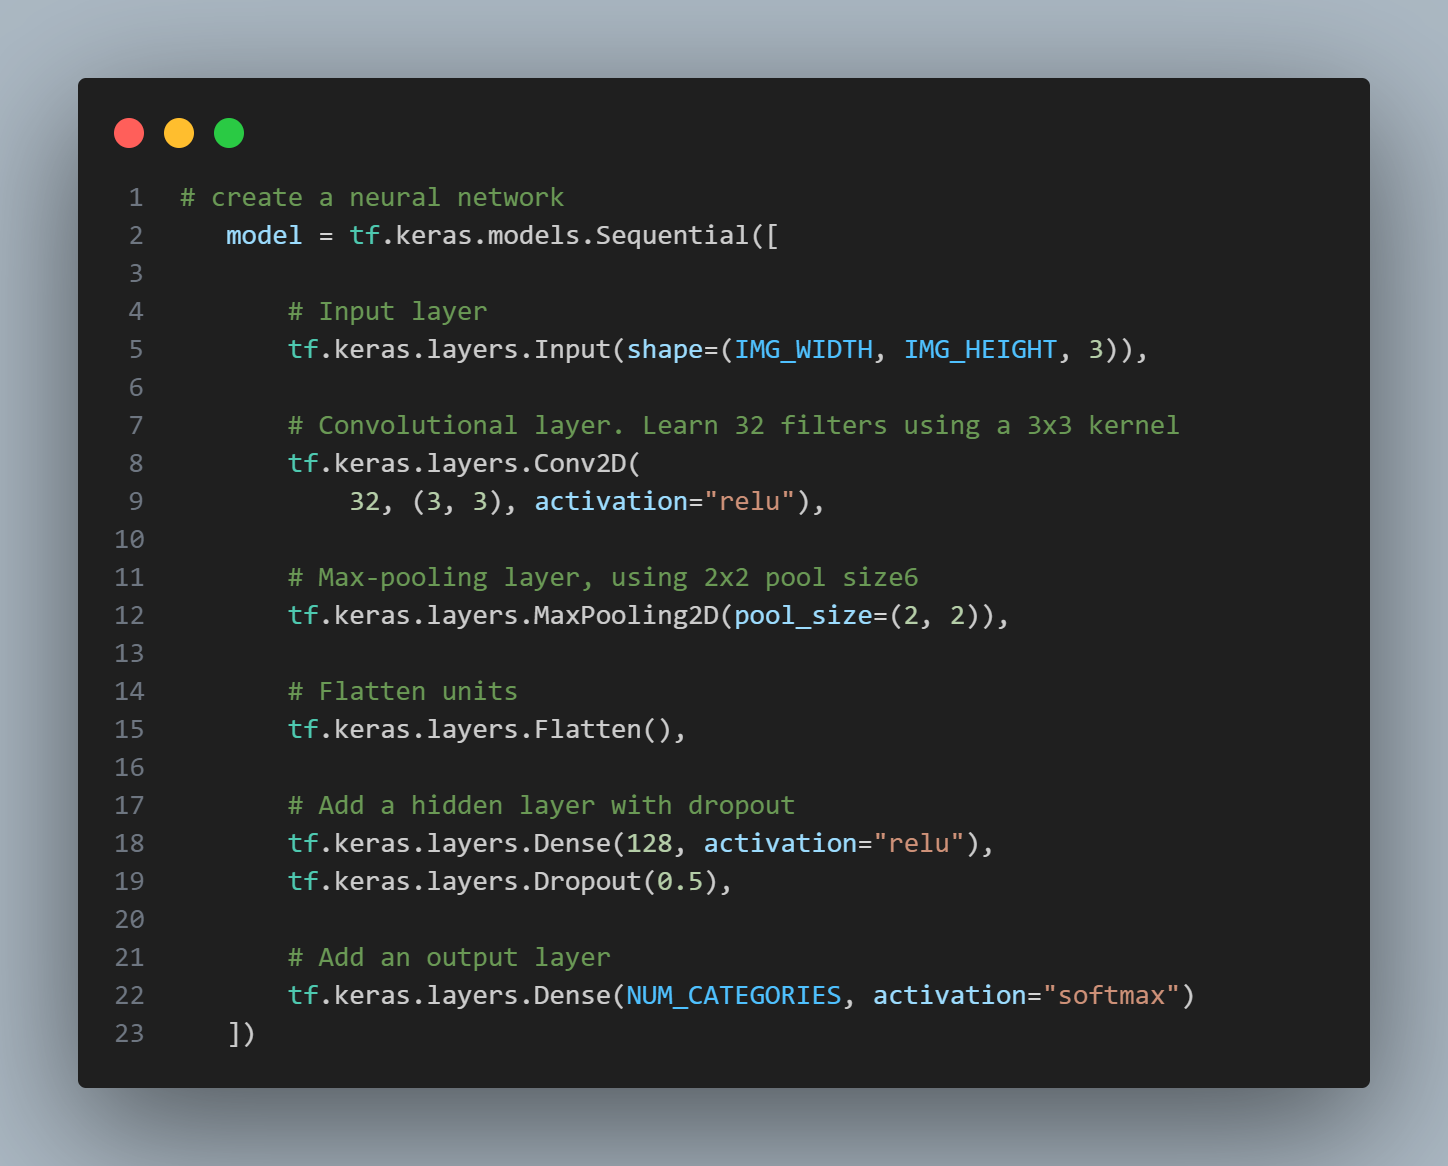 1 # create a neural network
2    model = tf.keras.models.Sequential([
3
4        # Input layer
5        tf.keras.layers.Input(shape=(IMG_WIDTH, IMG_HEIGHT, 3)),
6
7        # Convolutional layer. Learn 32 filters using a 3x3 kernel
8        tf.keras.layers.Conv2D(
9            32, (3, 3), activation="relu"),
10
11        # Max-pooling layer, using 2x2 pool size6
12        tf.keras.layers.MaxPooling2D(pool_size=(2, 2)),
13
14        # Flatten units
15        tf.keras.layers.Flatten(),
16
17        # Add a hidden layer with dropout
18        tf.keras.layers.Dense(128, activation="relu"),
19        tf.keras.layers.Dropout(0.5),
20
21        # Add an output layer
22        tf.keras.layers.Dense(NUM_CATEGORIES, activation="softmax")
23    ])